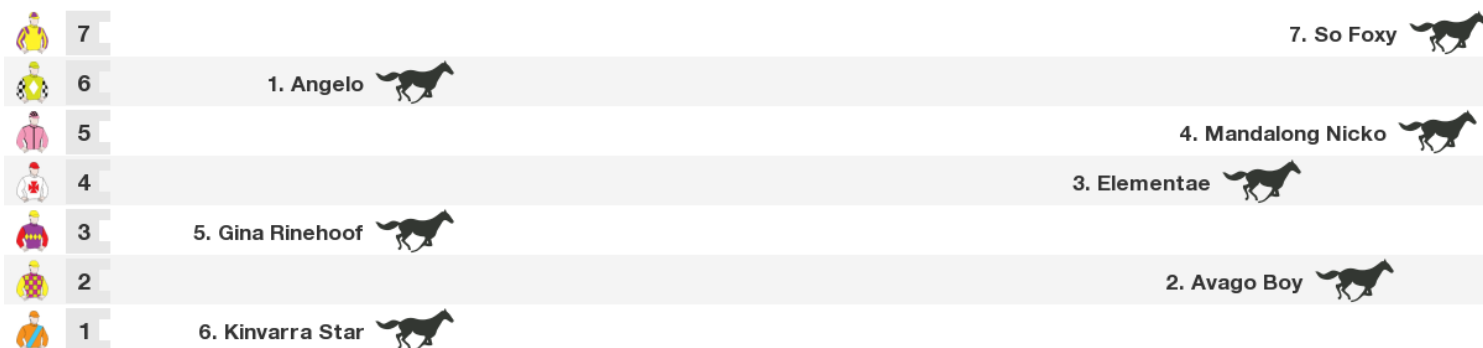 7 7. So Foxy
6 1. Angelo
5 4. Mandalong Nicko
4 3. Elementae
3 5. Gina Rinehoof
2 2. Avago Boy
1 6. Kinvarra Star